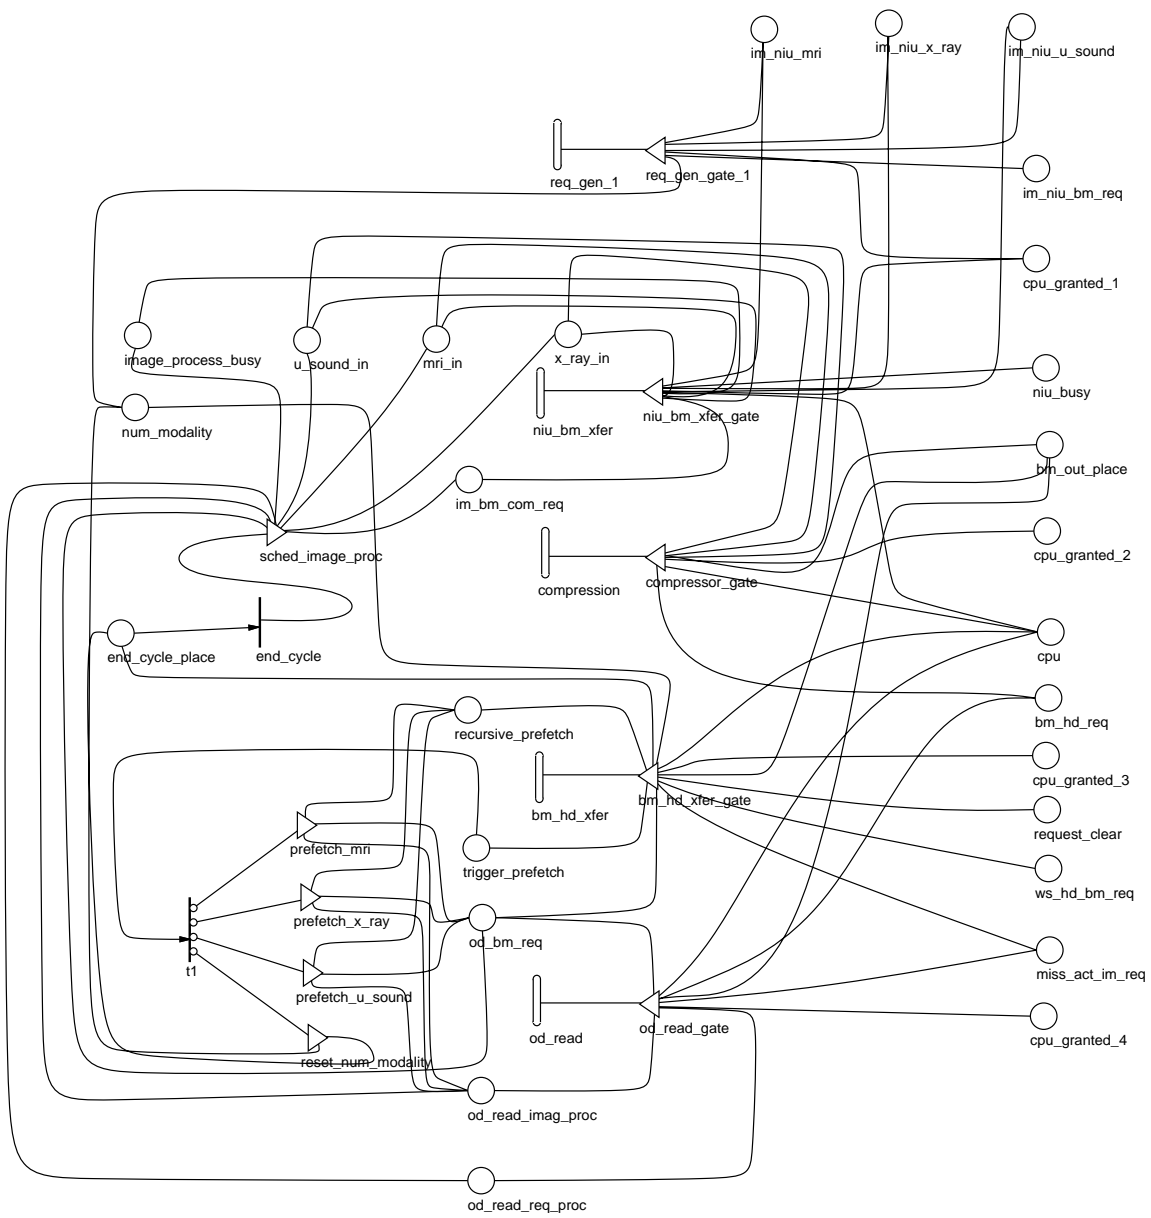 im_niu_mri
im_niu_x_ray
im_niu_u_sound
req_gen_1
req_gen_gate_1
im_niu_bm_req
cpu_granted_1
image_process_busy
u_sound_in
mri_in
x_ray_in
niu_busy
num_modality
niu_bm_xfer
niu_bm_xfer_gate
bm_out_place
im_bm_com_req
sched_image_proc
cpu_granted_2
compression
compressor_gate
end_cycle_place
end_cycle
cpu
recursive_prefetch
bm_hd_req
bm_hd_xfer
bm_hd_xfer_gate
cpu_granted_3
request_clear
prefetch_mri
trigger_prefetch
ws_hd_bm_req
prefetch_x_ray
od_bm_req
t1
prefetch_u_sound
miss_act_im_req
od_read
od_read_gate
cpu_granted_4
reset_num_modality
od_read_imag_proc
od_read_req_proc